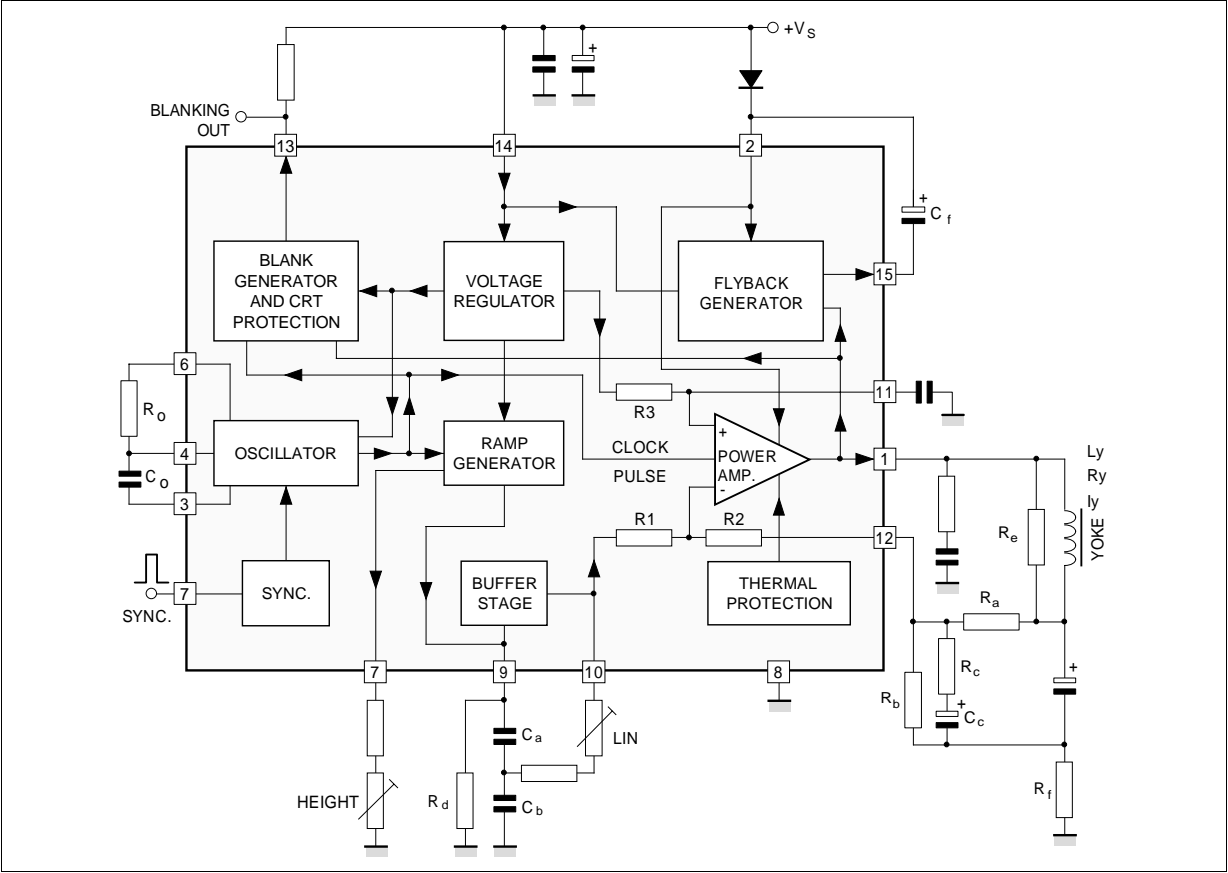 +VS
+
BLANKING
OUT
13
14
2
+
C f
BLANK
GENERATOR
AND CRT
PROTECTION
VOLTAGE
REGULATOR
FLYBACK
GENERATOR
15
6
Ro
R3
11
4
OSCILLATOR
RAMP
GENERATOR
CLOCK
PULSE
+
POWER
AMP.
-
1
Ly
Ry
Iy
YOKE
Co
3
R1
R2
12
Re
7
SYNC.
SYNC.
BUFFER
STAGE
THERMAL
PROTECTION
Ra
7
9
10
8
Rb
Rc
+
Cc
+
Ca
LIN
HEIGHT
Rd
Cb
Rf